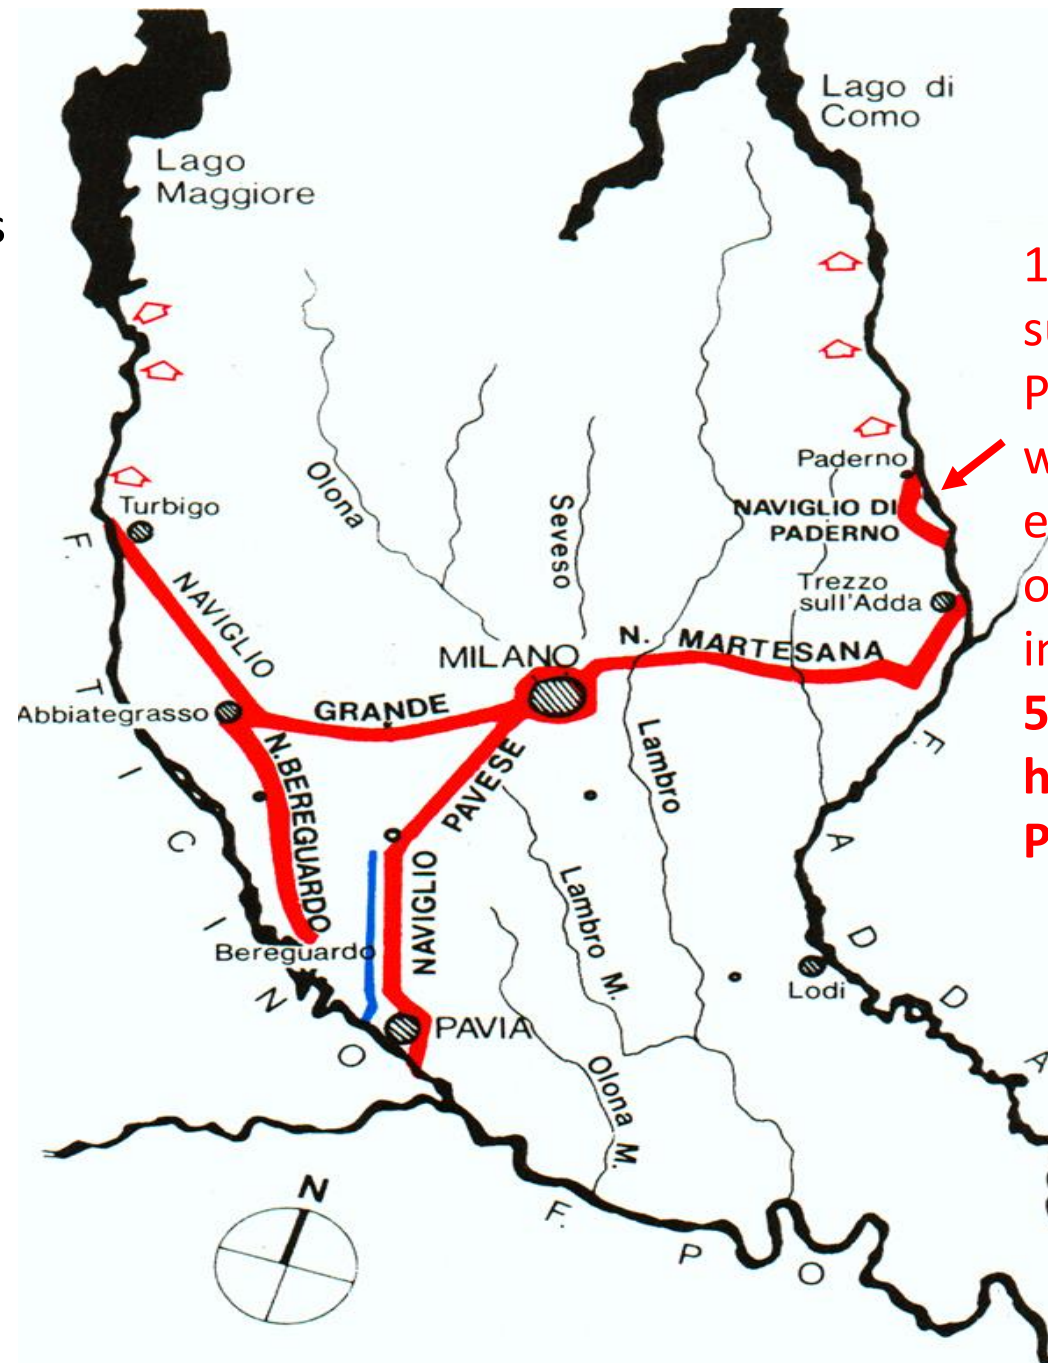 Lago di
Como
Lago
Maggiore
s
1
P
w
e
o
5
h
P
Olona
Seveso
Paderno
NAVIGLIO DI
PADERNO
Turbigo
F. TICINO
NAVIGLIO
GRANDE
Trezzo
sull'Adda
MILANO
N. MARTESANA
Abbiategrasso
N.BEREGUARDO
NAVIGLIO
PAVESE
Lambro
F. ADDA
Lambro M.
Bereguardo
Lodi
PAVIA
Olona M.
N
F. PO